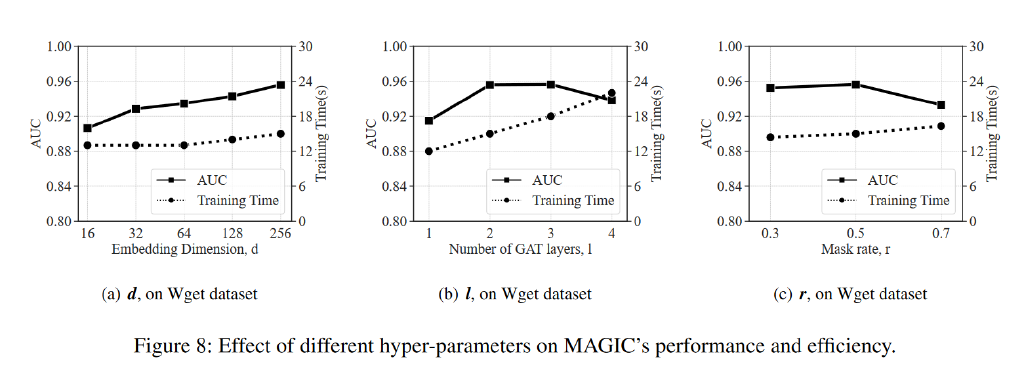 1.00
0.96
0.92
0.88
0.84
0.80
AUC
30
24
18
12
6
0
Training Time(s)
AUC
Training Time
16 32 64 128 256
Embedding Dimension, d
(a) d, on Wget dataset
1.00
0.96
0.92
0.88
0.84
0.80
AUC
30
24
18
12
6
0
Training Time(s)
AUC
Training Time
1 2 3 4
Number of GAT layers, l
(b) l, on Wget dataset
1.00
0.96
0.92
0.88
0.84
0.80
AUC
30
24
18
12
6
0
Training Time(s)
AUC
Training Time
0.3 0.5 0.7
Mask rate, r
(c) r, on Wget dataset
Figure 8: Effect of different hyper-parameters on MAGIC's performance and efficiency.